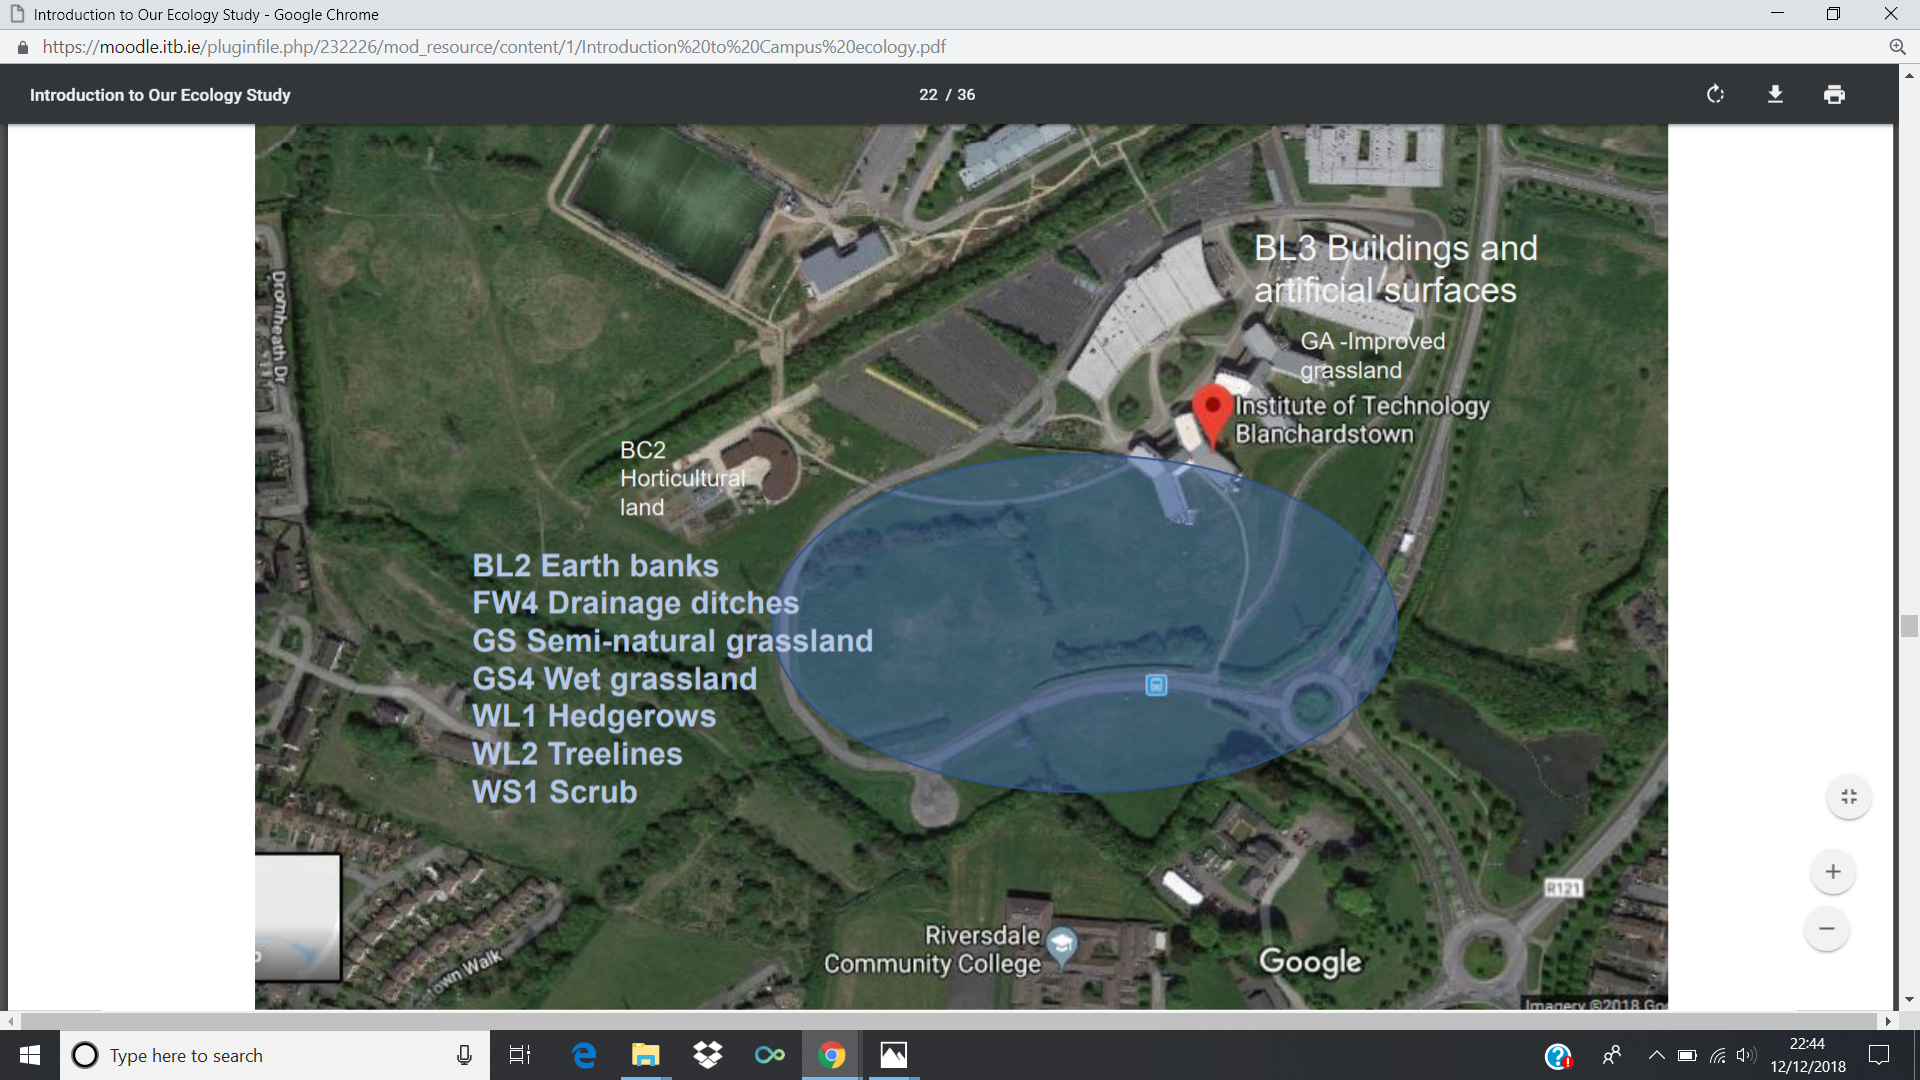 Introduction to Our Ecology Study - Google Chrome
https://moodle.itb.ie/pluginfile.php/232226/mod_resource/content/1/Introduction%20to%20Campus%20ecology.pdf
Introduction to Our Ecology Study
22 / 36
BL3 Buildings and
artificial surfaces
Dromheath Dr
GA -Improved
grassland
Institute of Technology
Blanchardstown
BC2
Horticultural
land
BL2 Earth banks
FW4 Drainage ditches
GS Semi-natural grassland
GS4 Wet grassland
WL1 Hedgerows
WL2 Treelines
WS1 Scrub
R121
Riversdale
Community College
Google
Walk
Imagery ©2018
Type here to search
22:44
12/12/2018